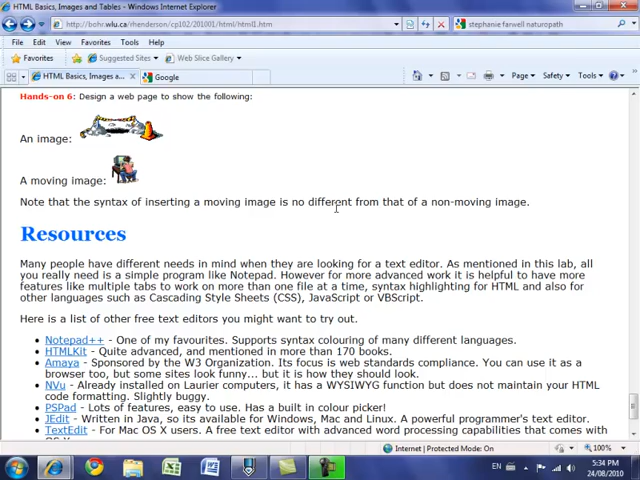 HTML Basics, Images and Tables - Windows Internet Explorer
http://bohr.wlu.ca/rhenderson/cp102/201001/html/html1.htm
stephanie farwell naturopath
File Edit View Favorites Tools Help
Favorites Suggested Sites Web Slice Gallery
HTML Basics, Images a... Google Page Safety Tools
Hands-on 6: Design a web page to show the following:
An image:
A moving image:
Note that the syntax of inserting a moving image is no different from that of a non-moving image.
Resources
Many people have different needs in mind when they are looking for a text editor. As mentioned in this lab, all
you really need is a simple program like Notepad. However for more advanced work it is helpful to have more
features like multiple tabs to work on more than one file at a time, syntax highlighting for HTML and also for
other languages such as Cascading Style Sheets (CSS), JavaScript or VBScript.
Here is a list of other free text editors you might want to try out.
Notepad++ - One of my favourites. Supports syntax colouring of many different languages.
HTMLKit - Quite advanced, and mentioned in more than 170 books.
Amaya - Sponsored by the W3 Organization. Its focus is web standards compliance. You can use it as a
browser too, but some sites look funny... but it is how they should look.
NVu - Already installed on Laurier computers, it has a WYSIWYG function but does not maintain your HTML
code formatting. Slightly buggy.
PSPad - Lots of features, easy to use. Has a built in colour picker!
JEdit - Written in Java, so its available for Windows, Mac and Linux. A powerful programmer's text editor.
TextEdit - For Mac OS X users. A free text editor with advanced word processing capabilities that comes with
Internet | Protected Mode: On 100%
EN 5:34 PM
24/08/2010